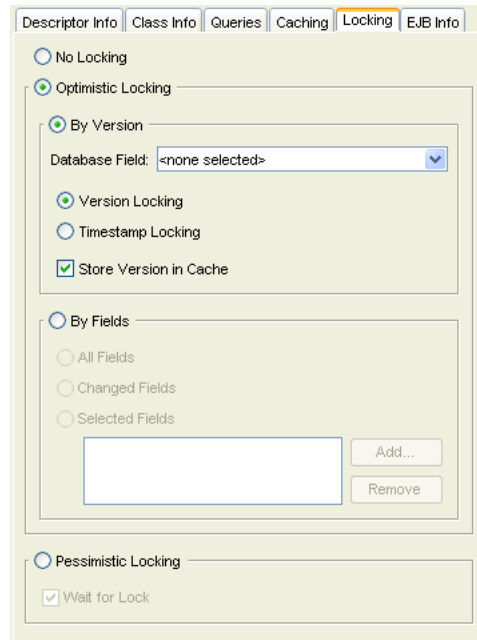 Descriptor Info Class Info Queries Caching Locking EJB Info
No Locking
Optimistic Locking
By Version
Database Field: <none selected>
Version Locking
Timestamp Locking
Store Version in Cache
By Fields
All Fields
Changed Fields
Selected Fields
Add...
Remove
Pessimistic Locking
Wait for Lock